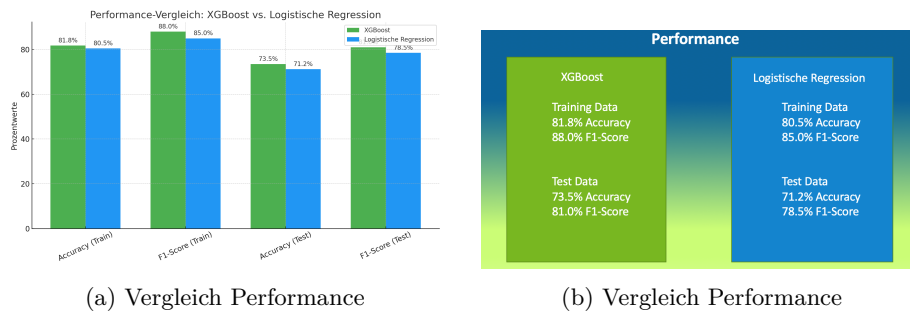 Performance-Vergleich: XGBoost vs. Logistische Regression
XGBoost
Logistische Regression
Prozentwerte
80
60
40
20
0
81.8%
80.5%
88.0%
85.0%
73.5%
71.2%
78.5%
Accuracy (Train)
F1-Score (Train)
Accuracy (Test)
F1-Score (Test)
(a) Vergleich Performance
Performance
XGBoost
Training Data
81.8% Accuracy
88.0% F1-Score
Test Data
73.5% Accuracy
81.0% F1-Score
Logistische Regression
Training Data
80.5% Accuracy
85.0% F1-Score
Test Data
71.2% Accuracy
78.5% F1-Score
(b) Vergleich Performance